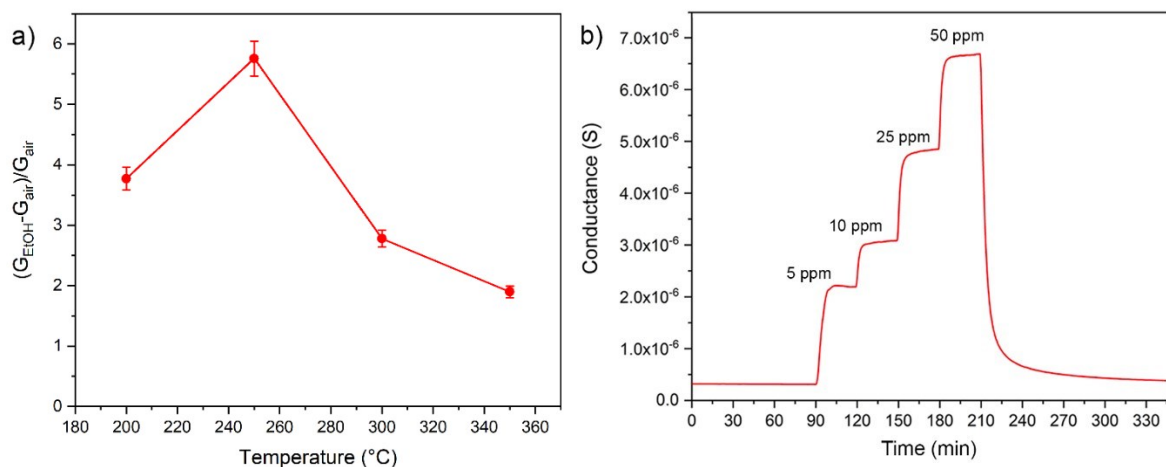 a)
(G_EtOH-G_air)/G_air
6
5
4
3
2
1
0
180 200 220 240 260 280 300 320 340 360
Temperature (°C)
b)
Conductance (S)
7.0x10⁻⁶
6.0x10⁻⁶
5.0x10⁻⁶
4.0x10⁻⁶
3.0x10⁻⁶
2.0x10⁻⁶
1.0x10⁻⁶
0.0
50 ppm
25 ppm
10 ppm
5 ppm
0 30 60 90 120 150 180 210 240 270 300 330
Time (min)